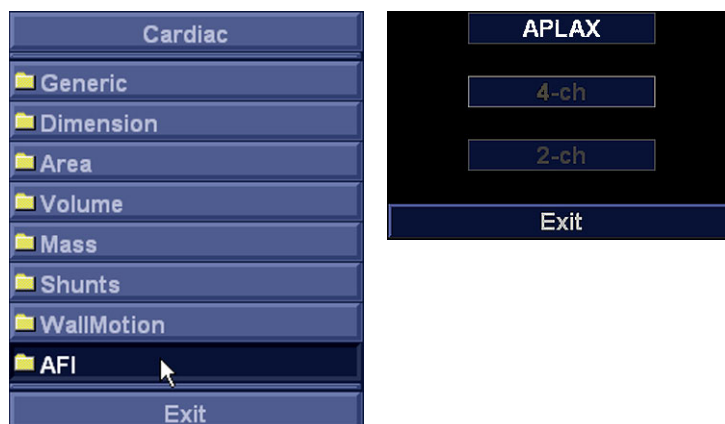 Cardiac
Generic
Dimension
Area
Volume
Mass
Shunts
WallMotion
AFI
Exit
APLAX
4-ch
2-ch
Exit